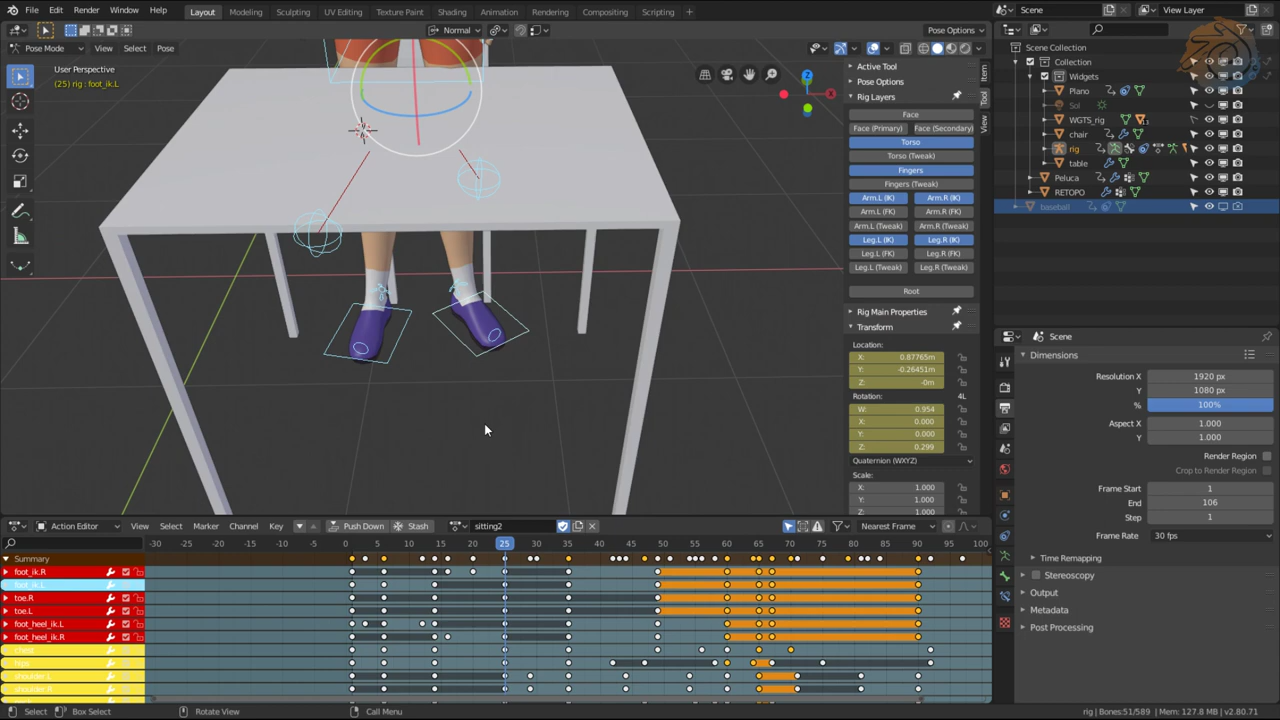 File Edit Render Window Help Layout Modeling Sculpting UV Editing Texture Paint Shading Animation Rendering Compositing Scripting + Scene View Layer
Normal Pose Options
Pose Mode View Select Pose
User Perspective
(25) rig : foot_ik.L
Z
X
Active Tool
Pose Options
Rig Layers
Face
Face (Primary) Face (Secondary)
Torso
Torso (Tweak)
Fingers
Fingers (Tweak)
Arm.L (IK) Arm.R (IK)
Arm.L (FK) Arm.R (FK)
Arm.L (Tweak) Arm.R (Tweak)
Leg.L (IK) Leg.R (IK)
Leg.L (FK) Leg.R (FK)
Leg.L (Tweak) Leg.R (Tweak)
Root
Rig Main Properties
Transform
Location:
X: 0.87765m
Y: -0.26451m
Z: -0m
Rotation: 4L
W: 0.954
X: 0.000
Y: 0.000
Z: 0.299
Quaternion (WXYZ)
Scale:
X: 1.000
Y: 1.000
Z: 1.000
Item
Tool
View
Scene Collection
Collection
Widgets
Plano
Sol
WGTS_rig
chair
rig
table
Peluca
RETOPO
baseball
Scene
Dimensions
Resolution X 1920 px
Y 1080 px
% 100%
Aspect X 1.000
Y 1.000
Render Region
Crop to Render Region
Frame Start 1
End 106
Step 1
Frame Rate 30 fps
Time Remapping
Stereoscopy
Output
Metadata
Post Processing
Action Editor View Select Marker Channel Key Push Down Stash sitting2 Nearest Frame
-30 -25 -20 -15 -10 -5 0 5 10 15 20 25 30 35 40 45 50 55 60 65 70 75 80 85 90 95 100
Summary
foot_ik.R
foot_ik.L
toe.R
toe.L
foot_heel_ik.L
foot_heel_ik.R
chest
hips
shoulder.L
shoulder.R
Select Box Select Rotate View Call Menu rig | Bones:51/589 | Mem: 127.8 MB | v2.80.71